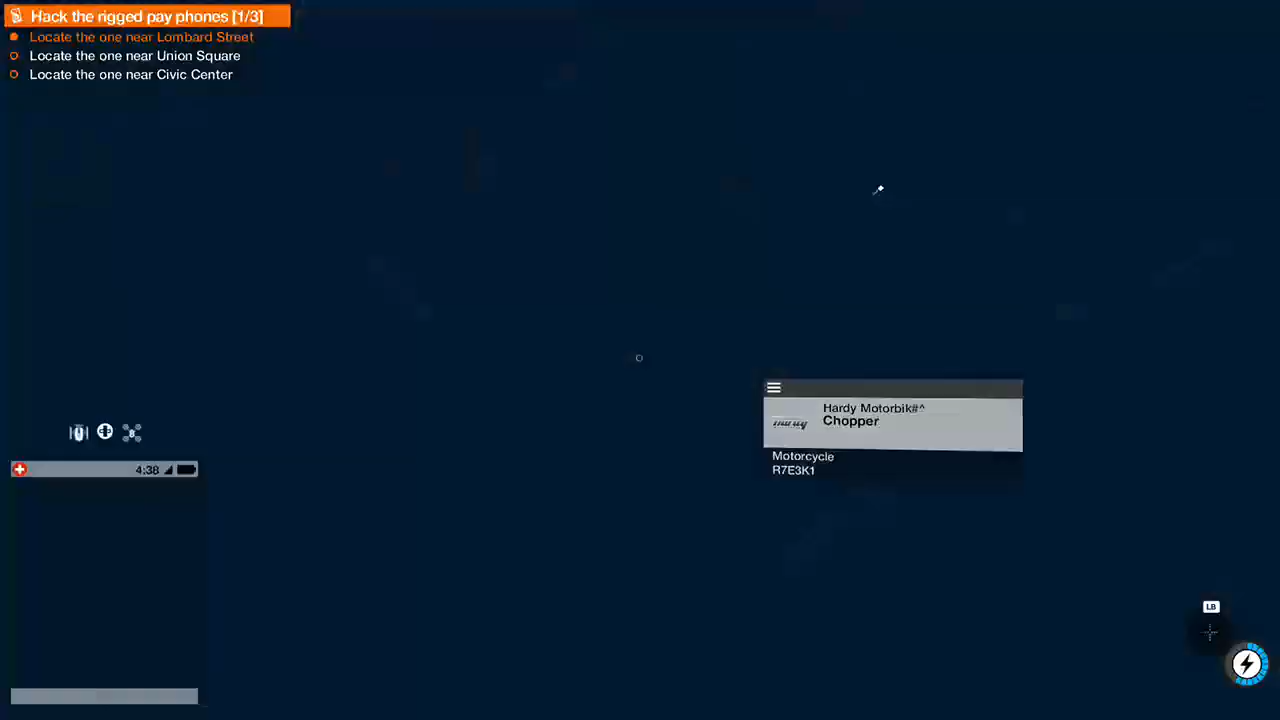 Hack the rigged pay phones [1/3]
Locate the one near Lombard Street
Locate the one near Union Square
Locate the one near Civic Center
Hardy Motorbik#^
Chopper
Motorcycle
R7E3K1
4:38
LB